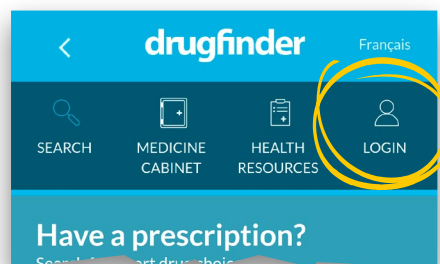 drugfinder
Français
SEARCH
MEDICINE
CABINET
HEALTH
RESOURCES
LOGIN
Have a prescription?